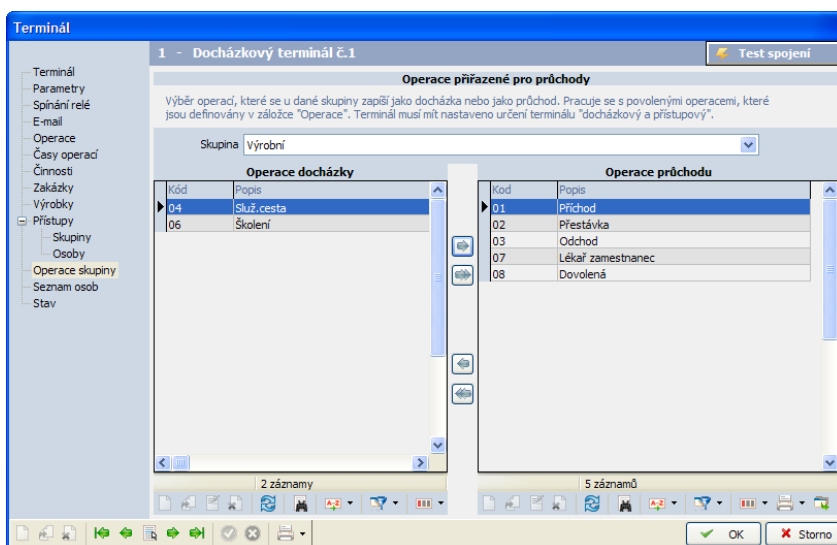 Terminál
1 - Docházkový terminál č.1
Test spojení
Terminál
Parametry
Spínání relé
E-mail
Operace
Časy operací
Činnosti
Zakázky
Výrobky
Přístupy
Skupiny
Osoby
Operace skupiny
Seznam osob
Stav
Operace přiřazené pro průchody
Výběr operací, které se u dané skupiny zapíší jako docházka nebo jako průchod. Pracuje se s povolenými operacemi, které
jsou definovány v záložce "Operace". Terminál musí mít nastaveno určení terminálu "docházkový a přístupový".
Skupina Výrobní
Operace docházky
Kód Popis
04 Služ.cesta
06 Školení
2 záznamy
Operace průchodu
Kod Popis
01 Příchod
02 Přestávka
03 Odchod
07 Lékař zamestnanec
08 Dovolená
5 záznamů
OK
Storno